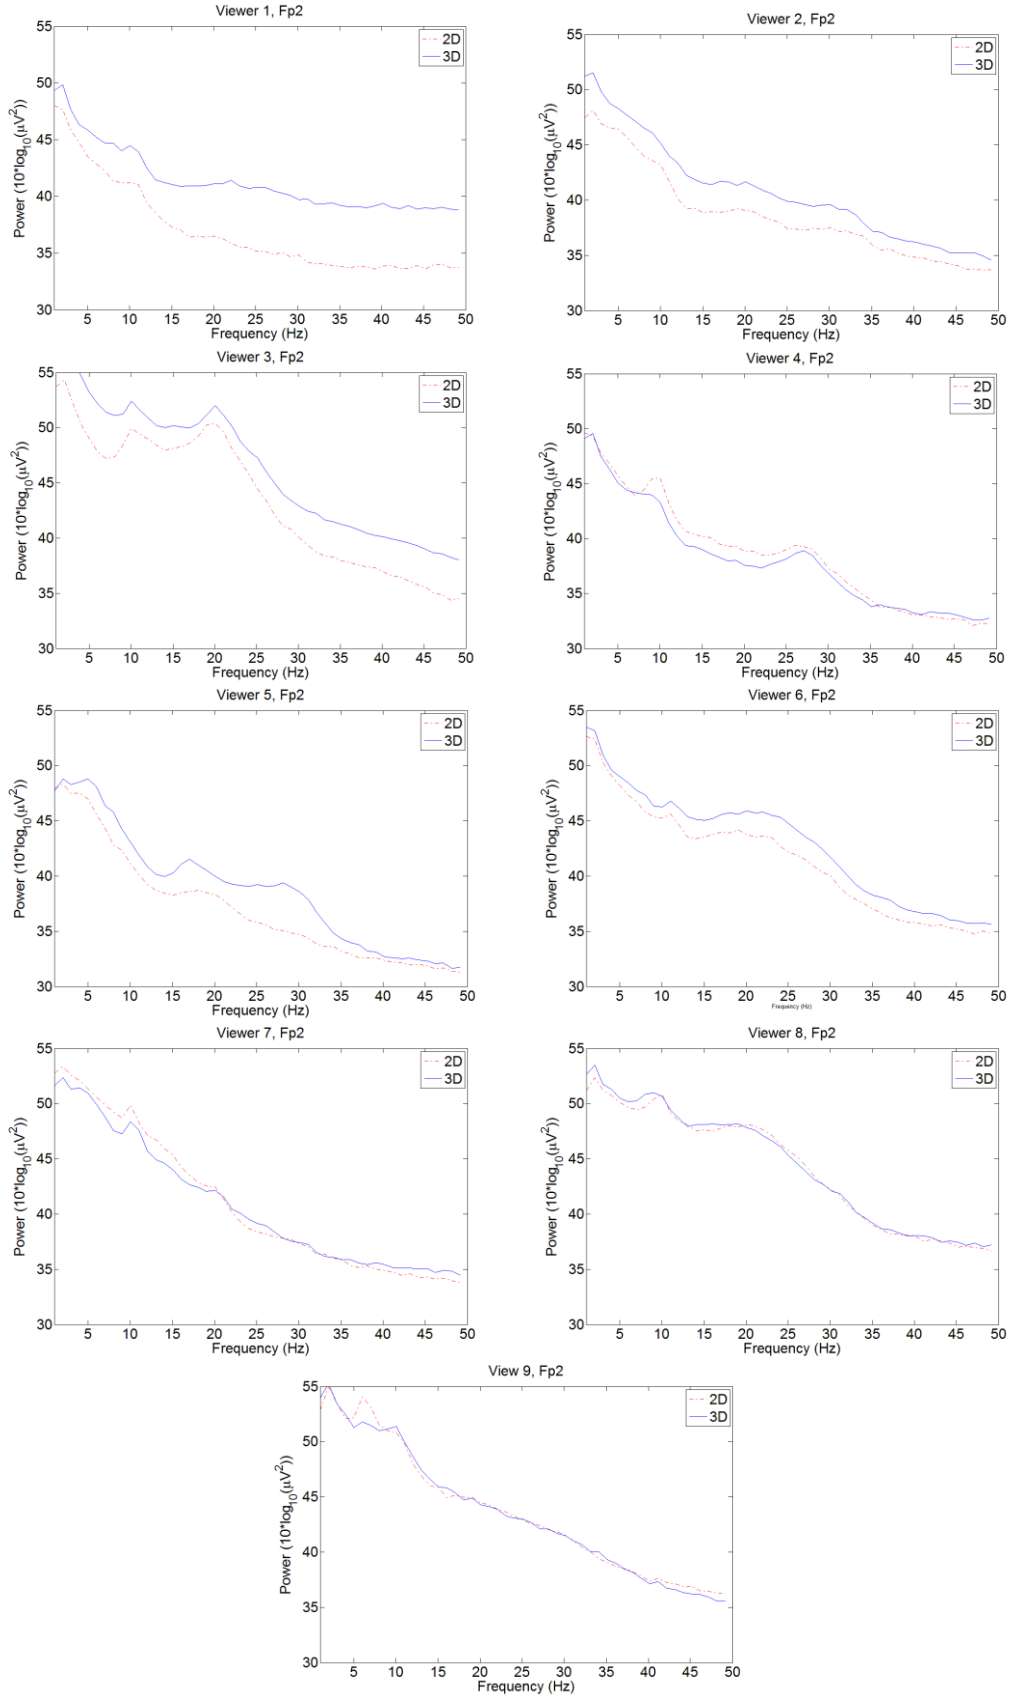 Viewer 1, Fp2
55
50
45
40
35
30
Power (10*log10(μV2))
2D
3D
5 10 15 20 25 30 35 40 45 50
Frequency (Hz)
Viewer 2, Fp2
55
50
45
40
35
30
Power (10*log10(μV2))
2D
3D
5 10 15 20 25 30 35 40 45 50
Frequency (Hz)
Viewer 3, Fp2
55
50
45
40
35
30
Power (10*log10(μV2))
2D
3D
5 10 15 20 25 30 35 40 45 50
Frequency (Hz)
Viewer 4, Fp2
55
50
45
40
35
30
Power (10*log10(μV2))
2D
3D
5 10 15 20 25 30 35 40 45 50
Frequency (Hz)
Viewer 5, Fp2
55
50
45
40
35
30
Power (10*log10(μV2))
2D
3D
5 10 15 20 25 30 35 40 45 50
Frequency (Hz)
Viewer 6, Fp2
55
50
45
40
35
30
Power (10*log10(μV2))
2D
3D
5 10 15 20 25 30 35 40 45 50
Frequency (Hz)
Viewer 7, Fp2
55
50
45
40
35
30
Power (10*log10(μV2))
2D
3D
5 10 15 20 25 30 35 40 45 50
Frequency (Hz)
Viewer 8, Fp2
55
50
45
40
35
30
Power (10*log10(μV2))
2D
3D
5 10 15 20 25 30 35 40 45 50
Frequency (Hz)
View 9, Fp2
55
50
45
40
35
30
Power (10*log10(μV2))
2D
3D
5 10 15 20 25 30 35 40 45 50
Frequency (Hz)